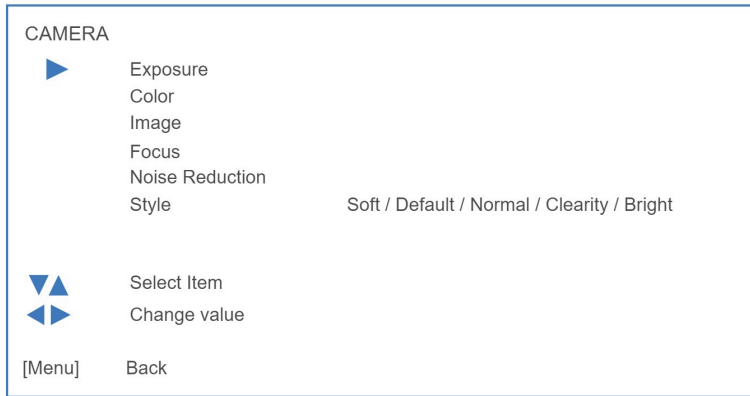 CAMERA
Exposure
Color
Image
Focus
Noise Reduction
Style Soft / Default / Normal / Clearity / Bright
Select Item
Change value
[Menu] Back